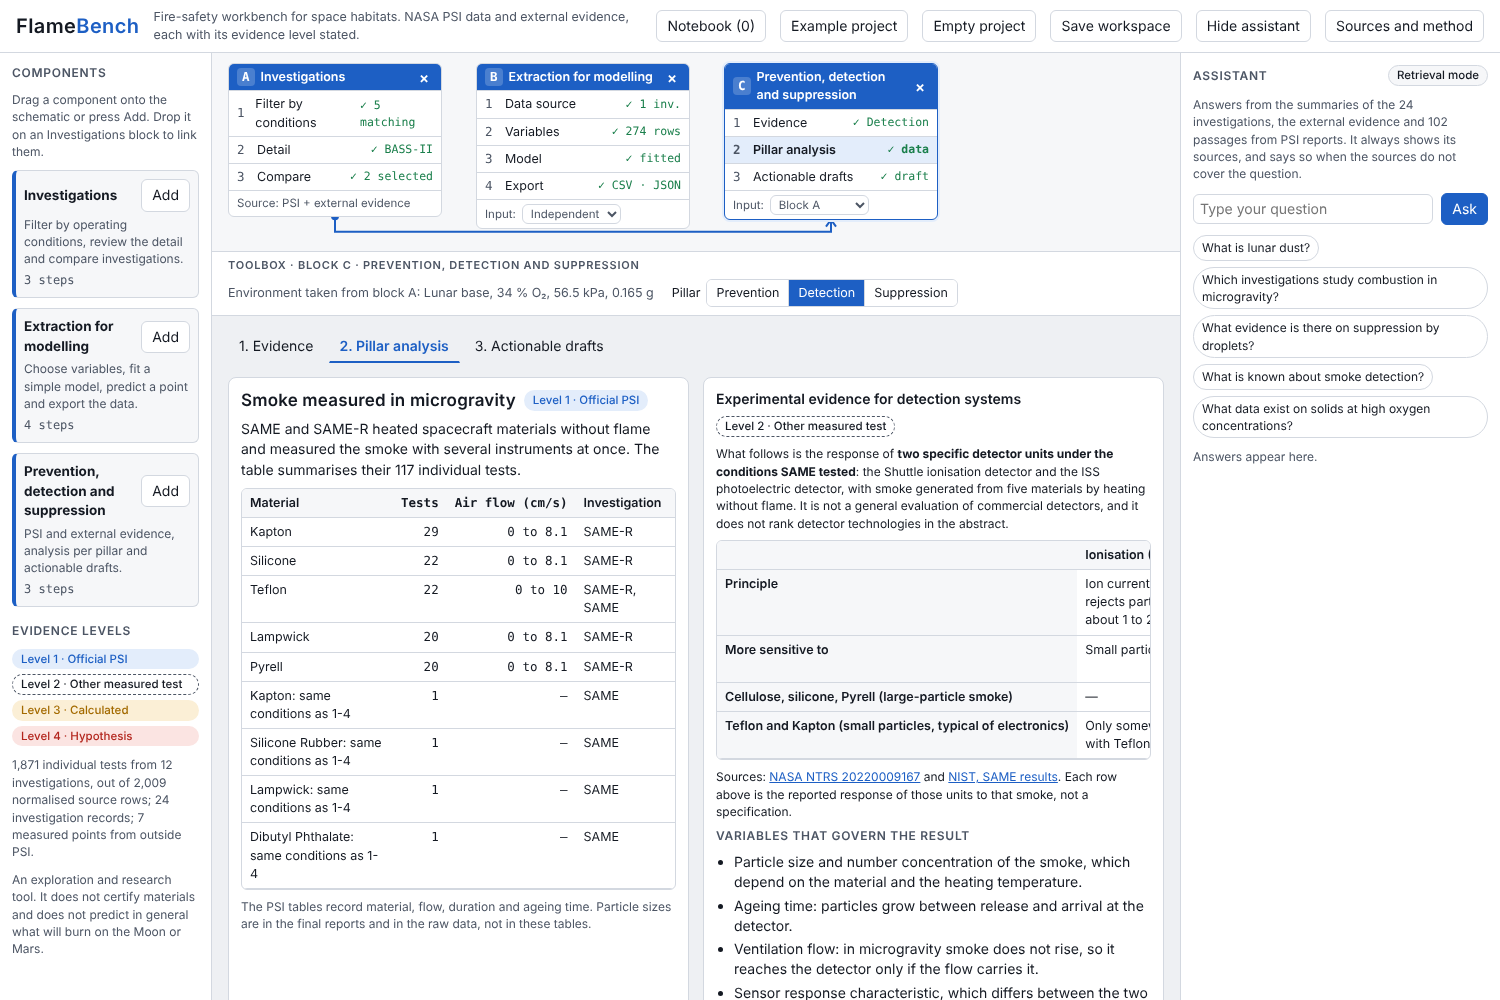 FlameBench
Fire-safety workbench for space habitats. NASA PSI data and external evidence,
each with its evidence level stated.
Notebook (0)
Example project
Empty project
Save workspace
Hide assistant
Sources and method
COMPONENTS
Drag a component onto the
schematic or press Add. Drop it
on an Investigations block to link
them.
Investigations
Add
Filter by operating
conditions, review the detail
and compare investigations.
3 steps
Extraction for
modelling
Add
Choose variables, fit a
simple model, predict a point
and export the data.
4 steps
Prevention,
detection and
suppression
Add
PSI and external evidence,
analysis per pillar and
actionable drafts.
3 steps
EVIDENCE LEVELS
Level 1 · Official PSI
Level 2 · Other measured test
Level 3 · Calculated
Level 4 · Hypothesis
1,871 individual tests from 12
investigations, out of 2,009
normalised source rows; 24
investigation records; 7
measured points from outside
PSI.
An exploration and research
tool. It does not certify materials
and does not predict in general
what will burn on the Moon or
Mars.
A Investigations ×
1 Filter by conditions ✓ 5 matching
2 Detail ✓ BASS-II
3 Compare ✓ 2 selected
Source: PSI + external evidence
B Extraction for modelling ×
1 Data source ✓ 1 inv.
2 Variables ✓ 274 rows
3 Model ✓ fitted
4 Export ✓ CSV · JSON
Input: Independent
C Prevention, detection and suppression ×
1 Evidence ✓ Detection
2 Pillar analysis ✓ data
3 Actionable drafts ✓ draft
Input: Block A
TOOLBOX · BLOCK C · PREVENTION, DETECTION AND SUPPRESSION
Environment taken from block A: Lunar base, 34 % O₂, 56.5 kPa, 0.165 g
Pillar Prevention Detection Suppression
1. Evidence
2. Pillar analysis
3. Actionable drafts
Smoke measured in microgravity Level 1 · Official PSI
SAME and SAME-R heated spacecraft materials without flame
and measured the smoke with several instruments at once. The
table summarises their 117 individual tests.
Material Tests Air flow (cm/s) Investigation
Kapton 29 0 to 8.1 SAME-R
Silicone 22 0 to 8.1 SAME-R
Teflon 22 0 to 10 SAME-R, SAME
Lampwick 20 0 to 8.1 SAME-R
Pyrell 20 0 to 8.1 SAME-R
Kapton: same conditions as 1-4 1 — SAME
Silicone Rubber: same conditions as 1-4 1 — SAME
Lampwick: same conditions as 1-4 1 — SAME
Dibutyl Phthalate: same conditions as 1-4 1 — SAME
The PSI tables record material, flow, duration and ageing time. Particle sizes
are in the final reports and in the raw data, not in these tables.
Experimental evidence for detection systems
Level 2 · Other measured test
What follows is the response of two specific detector units under the
conditions SAME tested: the Shuttle ionisation detector and the ISS
photoelectric detector, with smoke generated from five materials by heating
without flame. It is not a general evaluation of commercial detectors, and it
does not rank detector technologies in the abstract.
Ionisation (
Principle
Ion current
rejects part
about 1 to 2
More sensitive to
Small partic
Cellulose, silicone, Pyrell (large-particle smoke)
—
Teflon and Kapton (small particles, typical of electronics)
Only somew
with Teflon
Sources: NASA NTRS 20220009167 and NIST, SAME results. Each row
above is the reported response of those units to that smoke, not a
specification.
VARIABLES THAT GOVERN THE RESULT
• Particle size and number concentration of the smoke, which
depend on the material and the heating temperature.
• Ageing time: particles grow between release and arrival at the
detector.
• Ventilation flow: in microgravity smoke does not rise, so it
reaches the detector only if the flow carries it.
• Sensor response characteristic, which differs between the two
ASSISTANT
Retrieval mode
Answers from the summaries of the 24
investigations, the external evidence and 102
passages from PSI reports. It always shows its
sources, and says so when the sources do not
cover the question.
Type your question
Ask
What is lunar dust?
Which investigations study combustion in
microgravity?
What evidence is there on suppression by
droplets?
What is known about smoke detection?
What data exist on solids at high oxygen
concentrations?
Answers appear here.